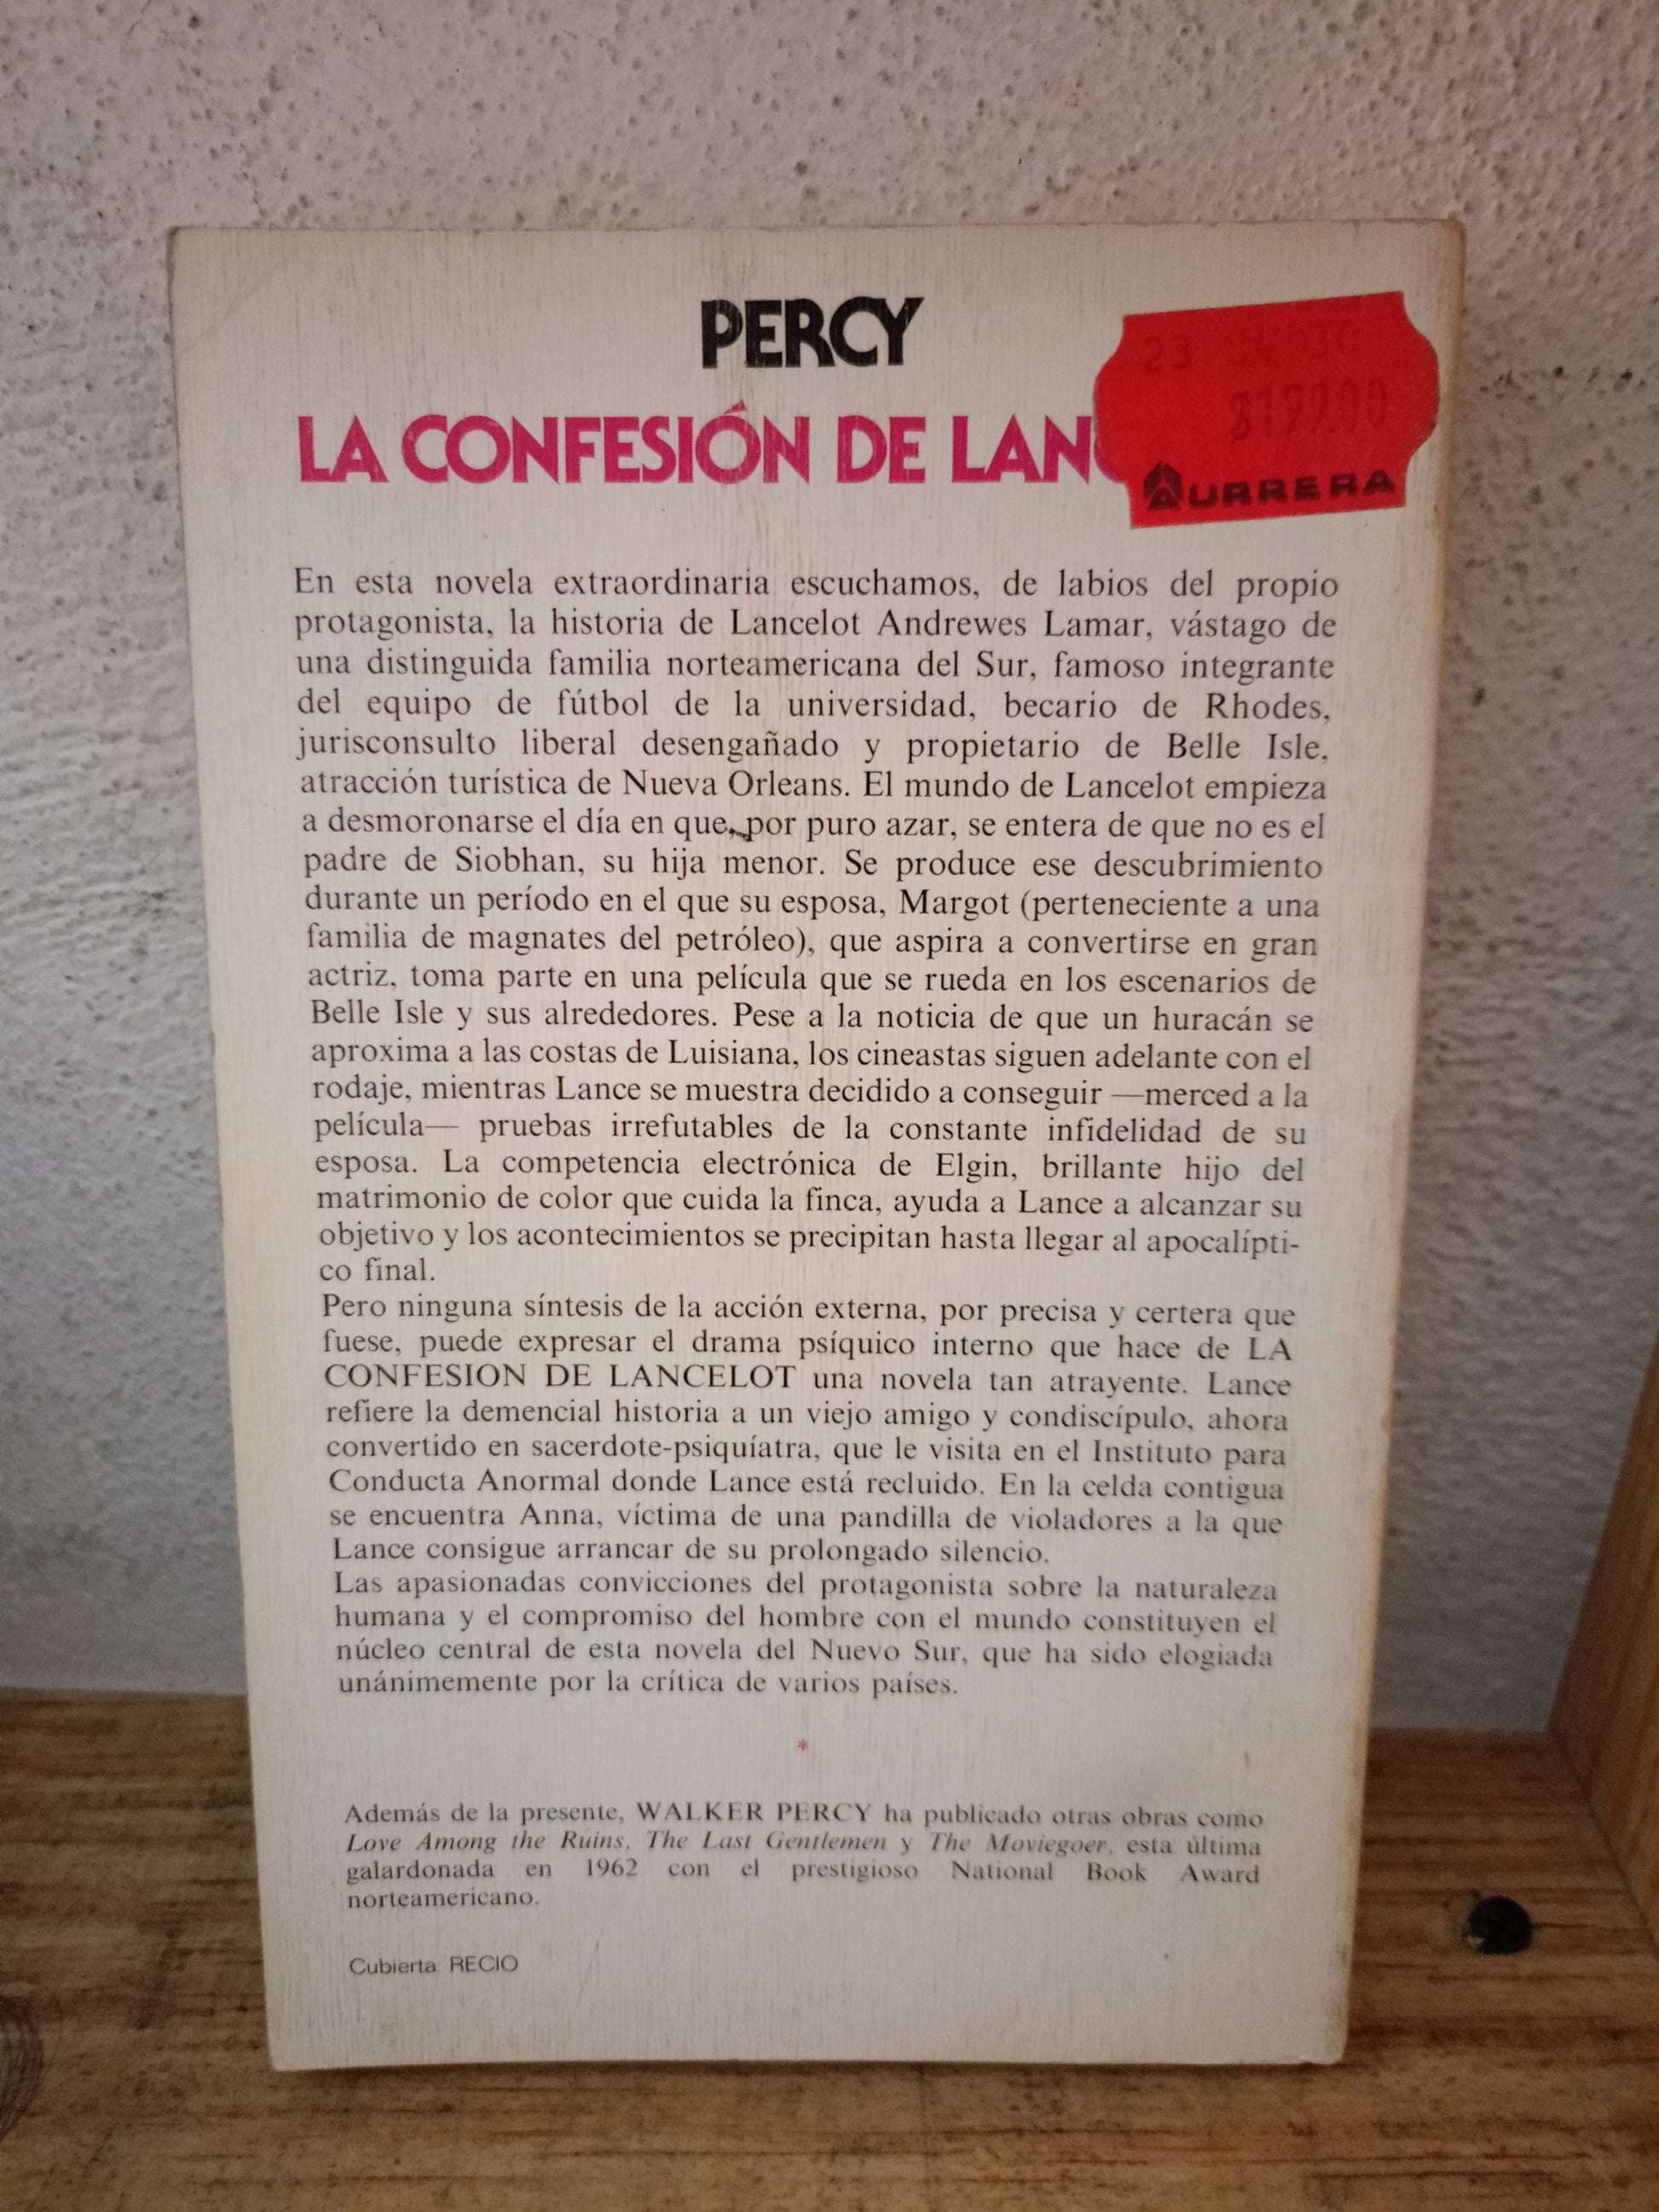 PERCY
LA CONFESIÓN DE LAN
23
$199.00
AURRERA
En esta novela extraordinaria escuchamos, de labios del propio
protagonista, la historia de Lancelot Andrewes Lamar, vástago de
una distinguida familia norteamericana del Sur, famoso integrante
del equipo de fútbol de la universidad, becario de Rhodes,
jurisconsulto liberal desengañado y propietario de Belle Isle,
atracción turística de Nueva Orleans. El mundo de Lancelot empieza
a desmoronarse el día en que, por puro azar, se entera de que no es el
padre de Siobhan, su hija menor. Se produce ese descubrimiento
durante un período en el que su esposa, Margot (perteneciente a una
familia de magnates del petróleo), que aspira a convertirse en gran
actriz, toma parte en una película que se rueda en los escenarios de
Belle Isle y sus alrededores. Pese a la noticia de que un huracán se
aproxima a las costas de Luisiana, los cineastas siguen adelante con el
rodaje, mientras Lance se muestra decidido a conseguir —merced a la
película— pruebas irrefutables de la constante infidelidad de su
esposa. La competencia electrónica de Elgin, brillante hijo del
matrimonio de color que cuida la finca, ayuda a Lance a alcanzar su
objetivo y los acontecimientos se precipitan hasta llegar al apocalípti-
co final.
Pero ninguna síntesis de la acción externa, por precisa y certera que
fuese, puede expresar el drama psíquico interno que hace de LA
CONFESION DE LANCELOT una novela tan atrayente. Lance
refiere la demencial historia a un viejo amigo y condiscípulo, ahora
convertido en sacerdote-psiquíatra, que le visita en el Instituto para
Conducta Anormal donde Lance está recluido. En la celda contigua
se encuentra Anna, víctima de una pandilla de violadores a la que
Lance consigue arrancar de su prolongado silencio.
Las apasionadas convicciones del protagonista sobre la naturaleza
humana y el compromiso del hombre con el mundo constituyen el
núcleo central de esta novela del Nuevo Sur, que ha sido elogiada
unánimemente por la crítica de varios países.
*
Además de la presente, WALKER PERCY ha publicado otras obras como
Love Among the Ruins, The Last Gentlemen y The Moviegoer, esta última
galardonada en 1962 con el prestigioso National Book Award
norteamericano.
Cubierta: RECIO